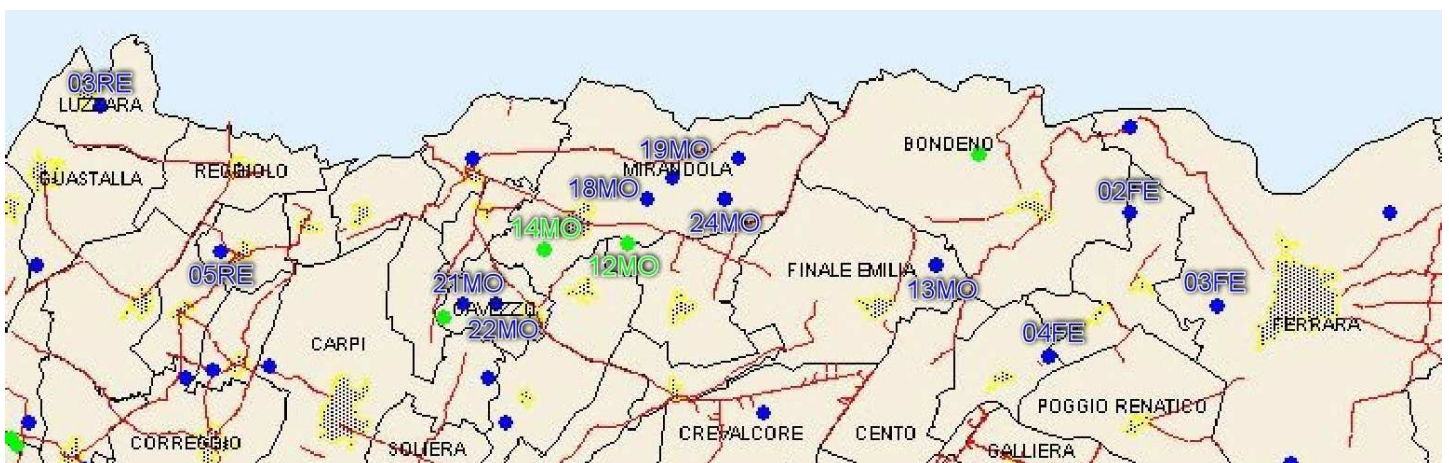 03RE
LUZZARA
GUASTALLA
REGGIOLO
05RE
CARPI
CORREGGIO
SOLIERA
14MO
12MO
21MO
CAVEZZO
22MO
19MO
MIRANDOLA
18MO
24MO
BONDENO
FINALE EMILIA
13MO
02FE
03FE
04FE
FERRARA
POGGIO RENATICO
CREVALCORE
CENTO
GALLIERA